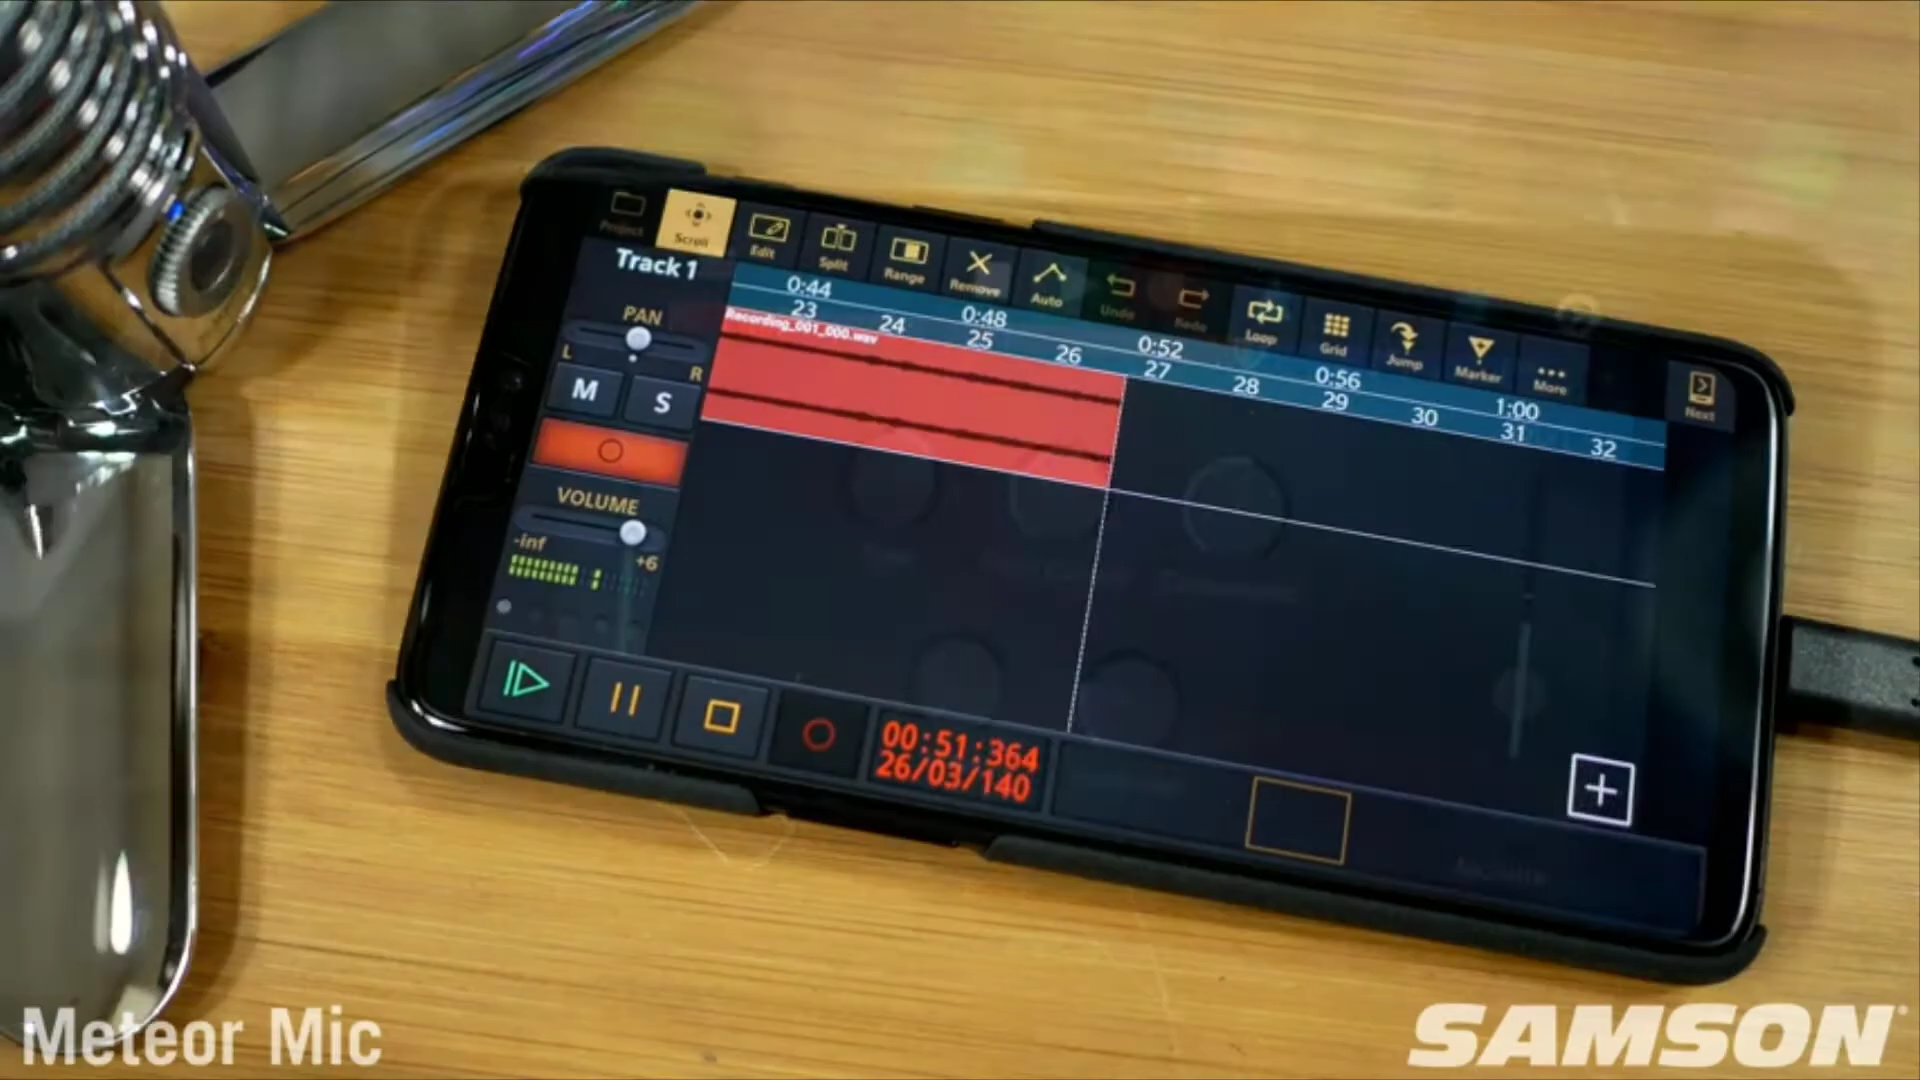 Project
Scroll
Edit
Split
Range
Remove
Auto
Undo
Redo
Loop
Grid
Jump
Marker
More
Next
Track 1
0:44
0:48
0:52
0:56
1:00
23
24
25
26
27
28
29
30
31
32
Recording_001_000.wav
PAN
L
R
M
S
VOLUME
-inf
+6
00:51:364
26/03/140
Meteor Mic
SAMSON